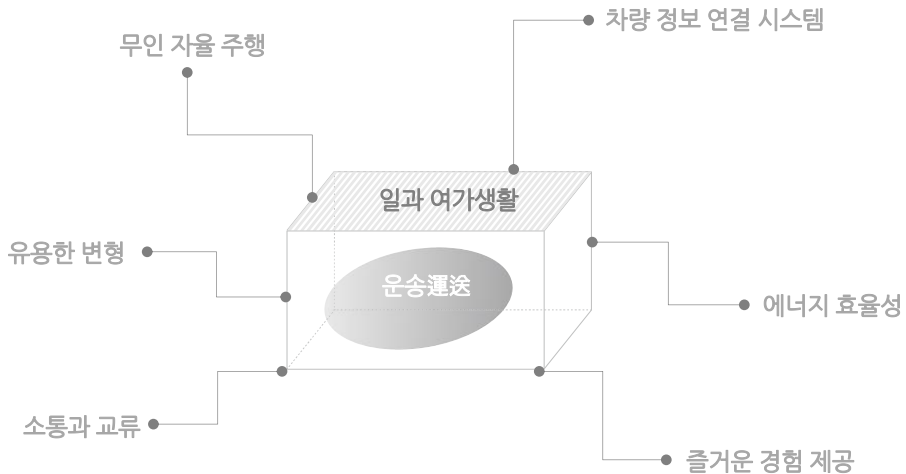 차량 정보 연결 시스템
무인 자율 주행
일과 여가생활
유용한 변형
운송運送
에너지 효율성
소통과 교류
즐거운 경험 제공